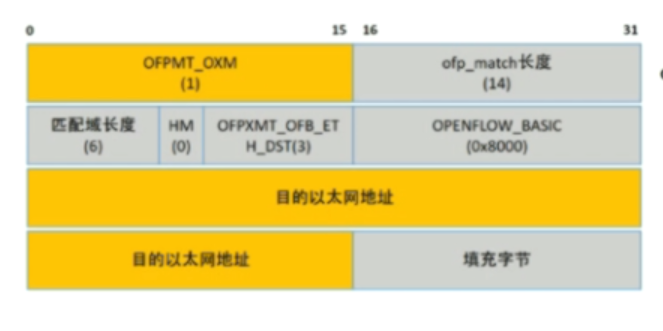 0 15 16 31
OFPMT_OXM
(1)
ofp_match长度
(14)
匹配域长度
(6)
HM
(0)
OFPXMT_OFB_ET
H_DST(3)
OPENFLOW_BASIC
(0x8000)
目的以太网地址
目的以太网地址
填充字节